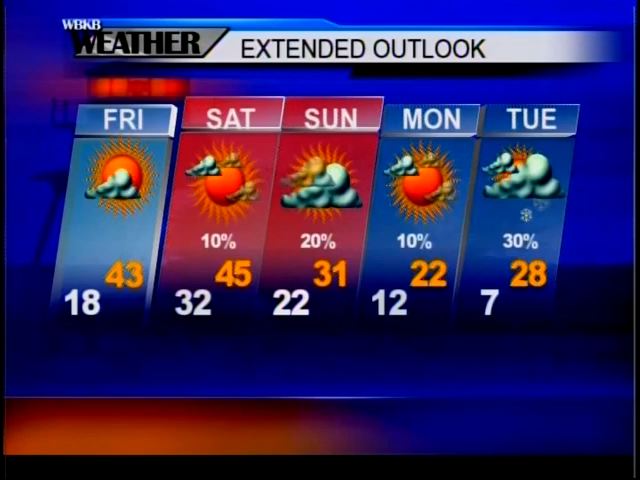 WBKB
WEATHER
EXTENDED OUTLOOK
FRI SAT SUN MON TUE
10% 20% 10% 30%
43 45 31 22 28
18 32 22 12 7